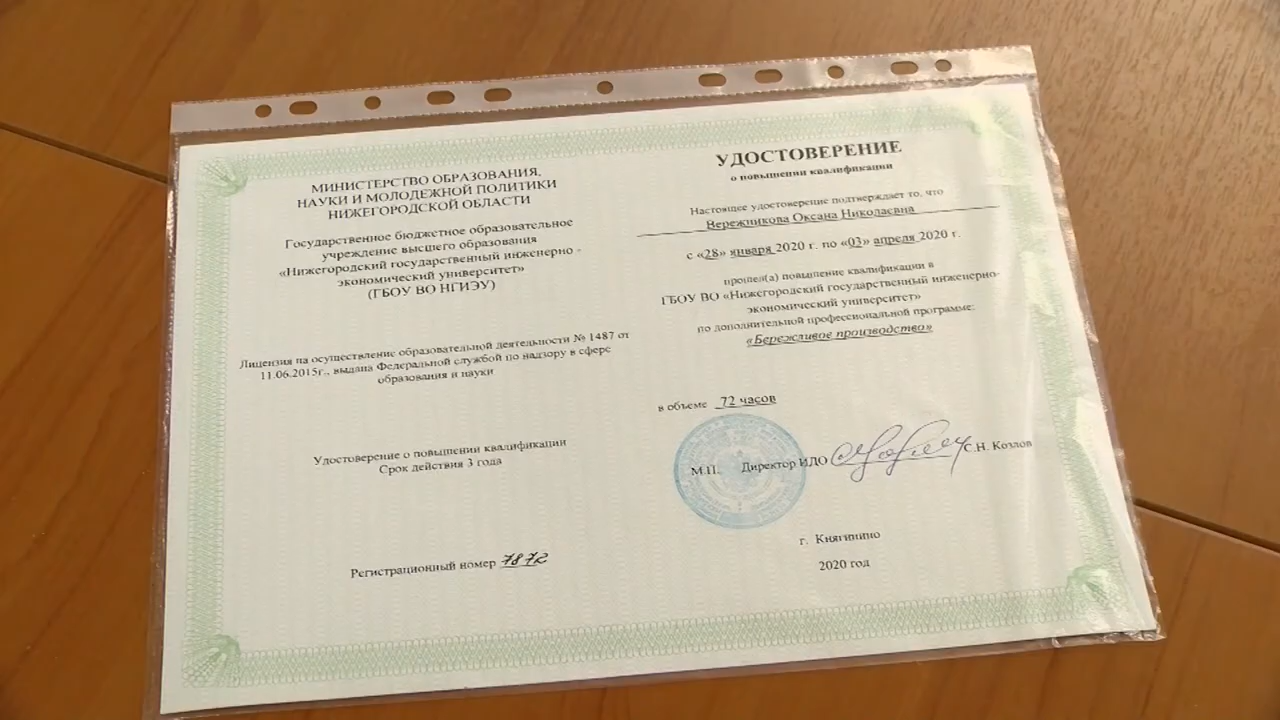 МИНИСТЕРСТВО ОБРАЗОВАНИЯ,
НАУКИ И МОЛОДЕЖНОЙ ПОЛИТИКИ
НИЖЕГОРОДСКОЙ ОБЛАСТИ
Государственное бюджетное образовательное
учреждение высшего образования
«Нижегородский государственный инженерно -
экономический университет»
(ГБОУ ВО НГИЭУ)
Лицензия на осуществление образовательной деятельности № 1487 от
11.06.2015г., выдана Федеральной службой по надзору в сфере
образования и науки
Удостоверение о повышении квалификации
Срок действия 3 года
Регистрационный номер 7872
УДОСТОВЕРЕНИЕ
о повышении квалификации
Настоящее удостоверение подтверждает то, что
Вережникова Оксана Николаевна
с «28» января 2020 г. по «03» апреля 2020 г.
прошел(а) повышение квалификации в
ГБОУ ВО «Нижегородский государственный инженерно-
экономический университет»
по дополнительной профессиональной программе:
«Бережливое производство»
в объеме 72 часов
М.П. Директор ИДО С.Н. Козлов
г. Княгинино
2020 год